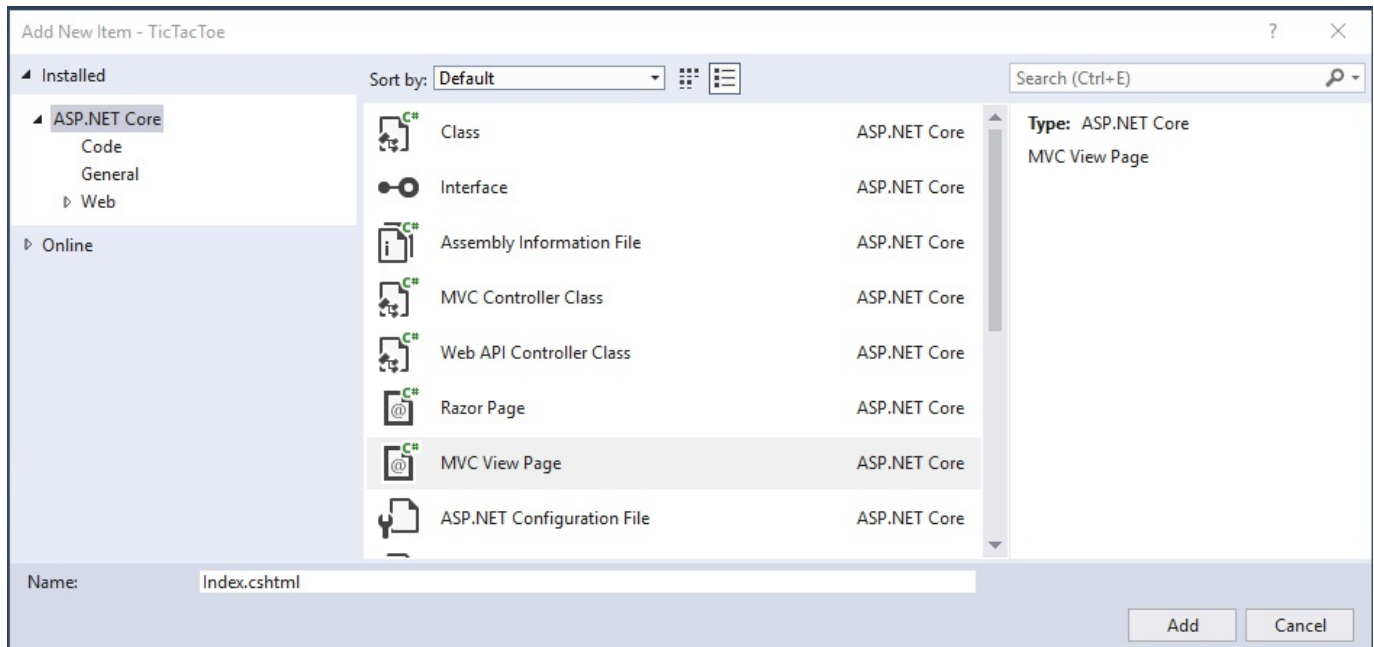 Add New Item - TicTacToe
? 
Installed
Sort by: Default
Search (Ctrl+E)
ASP.NET Core
Code
General
Web
Online
C# Class ASP.NET Core
Interface ASP.NET Core
C# Assembly Information File ASP.NET Core
C# MVC Controller Class ASP.NET Core
C# Web API Controller Class ASP.NET Core
C# @ Razor Page ASP.NET Core
C# @ MVC View Page ASP.NET Core
ASP.NET Configuration File ASP.NET Core
Type: ASP.NET Core
MVC View Page
Name: Index.cshtml
Add Cancel